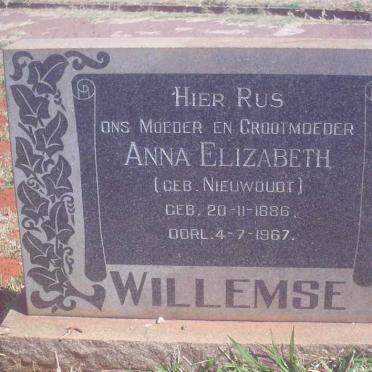 HIER RUS
ONS MOEDER EN GROOTMOEDER
ANNA ELIZABETH
(GEB. NIEUWOUDT)
GEB. 20-11-1886.
OORL. 4-7-1967.
WILLEMSE